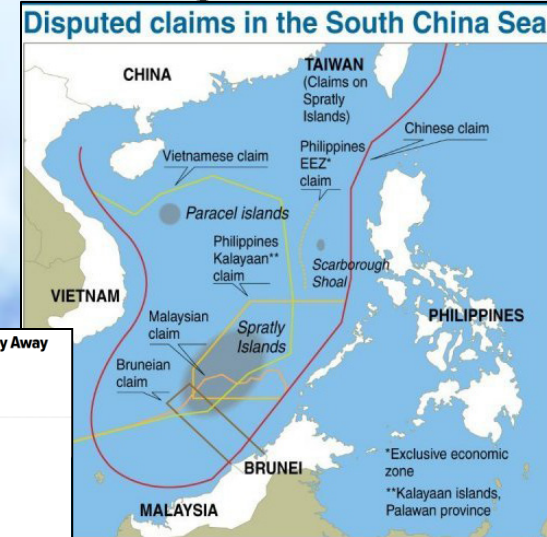 Disputed claims in the South China Sea
CHINA
TAIWAN
(Claims on
Spratly
Islands)
Chinese claim
Philippines
EEZ*
claim
Vietnamese claim
Paracel islands
Philippines
Kalayaan**
claim
Scarborough
Shoal
VIETNAM
PHILIPPINES
Malaysian
claim
Spratly
Islands
Bruneian
claim
y Away
BRUNEI
MALAYSIA
*Exclusive economic
zone
**Kalayaan islands,
Palawan province